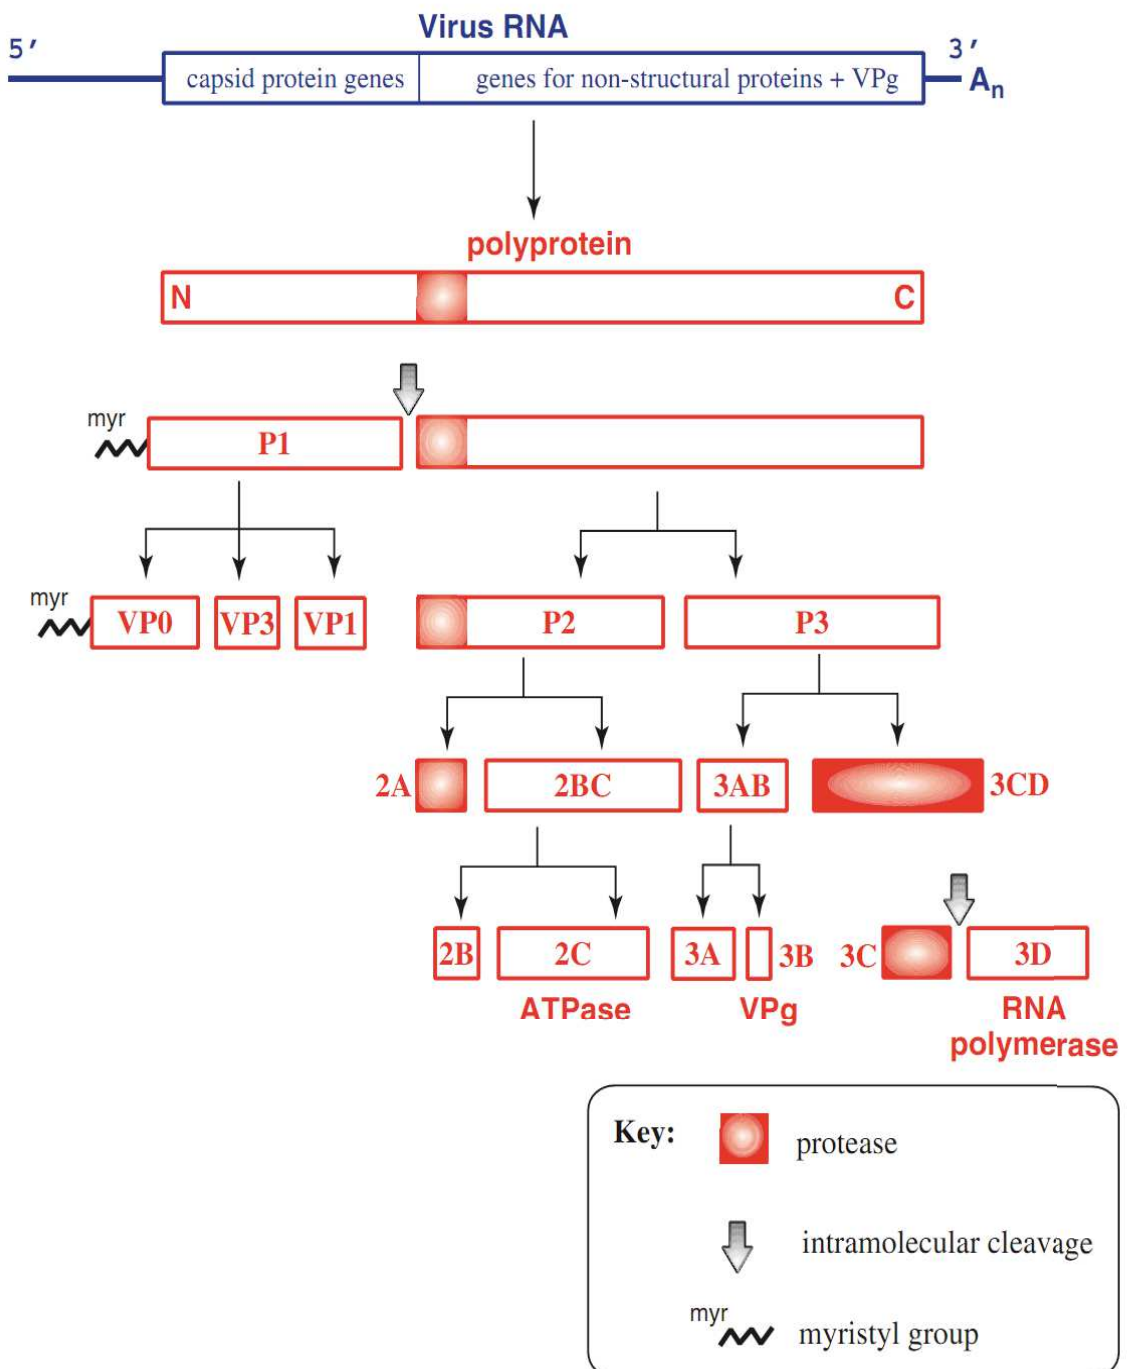 Virus RNA
5′
3′
capsid protein genes
genes for non-structural proteins + VPg
An
polyprotein
N
C
myr
P1
myr
VP0
VP3
VP1
P2
P3
2A
2BC
3AB
3CD
2B
2C
3A
3B
3C
3D
ATPase
VPg
RNA
polymerase
Key:
protease
intramolecular cleavage
myr
myristyl group